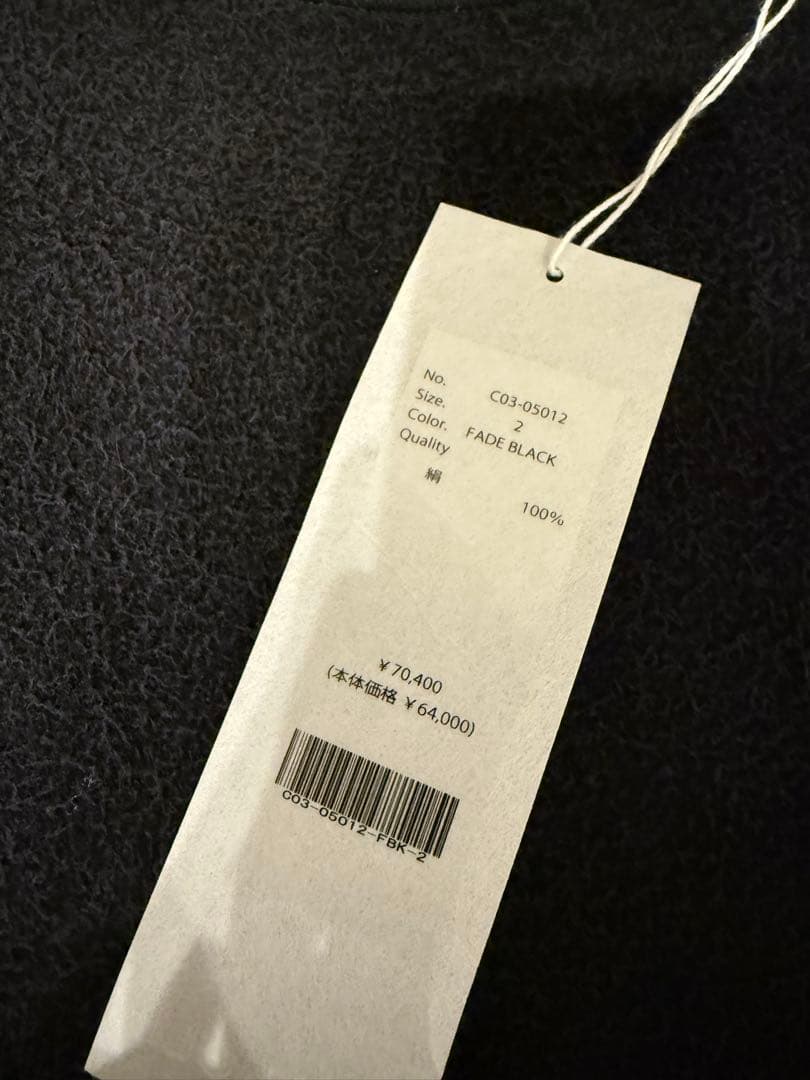 No. C03-05012
Size. 2
Color. FADE BLACK
Quality
絹 100%
¥70,400
(本体価格 ¥64,000)
C03-05012-FBK-2